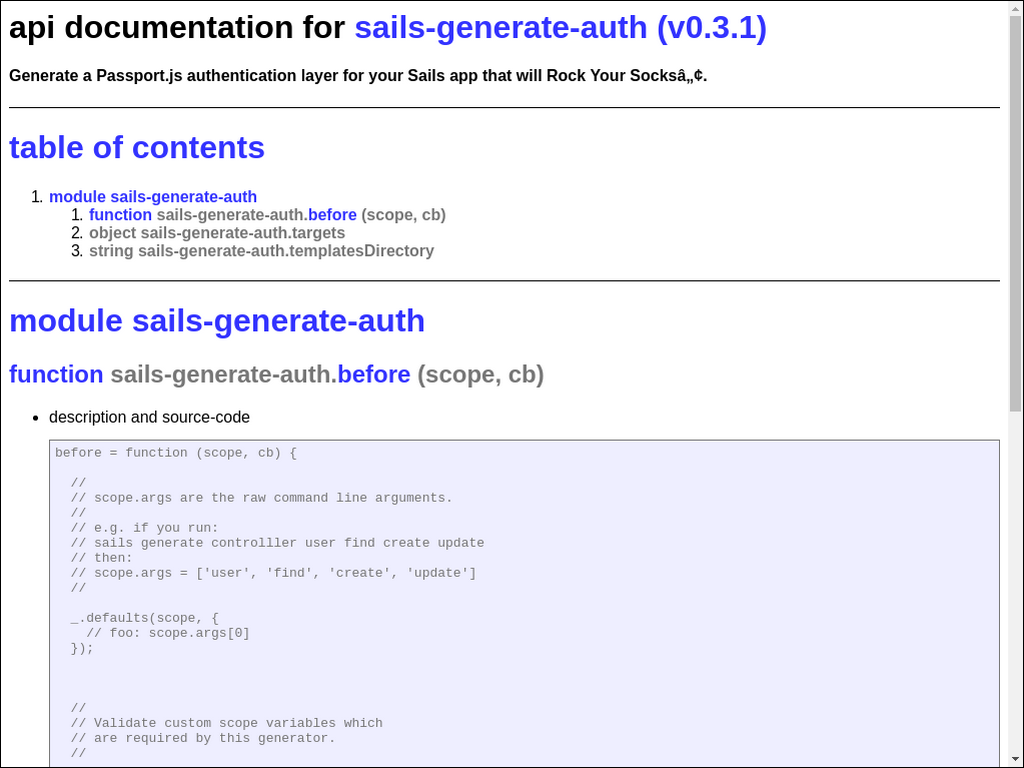 api documentation for sails-generate-auth (v0.3.1)
Generate a Passport.js authentication layer for your Sails app that will Rock Your Socksâ„¢.
table of contents
1. module sails-generate-auth
1. function sails-generate-auth.before (scope, cb)
2. object sails-generate-auth.targets
3. string sails-generate-auth.templatesDirectory
module sails-generate-auth
function sails-generate-auth.before (scope, cb)
• description and source-code
before = function (scope, cb) {
//
// scope.args are the raw command line arguments.
//
// e.g. if you run:
// sails generate controlller user find create update
// then:
// scope.args = ['user', 'find', 'create', 'update']
//
_.defaults(scope, {
// foo: scope.args[0]
});
//
// Validate custom scope variables which
// are required by this generator.
//